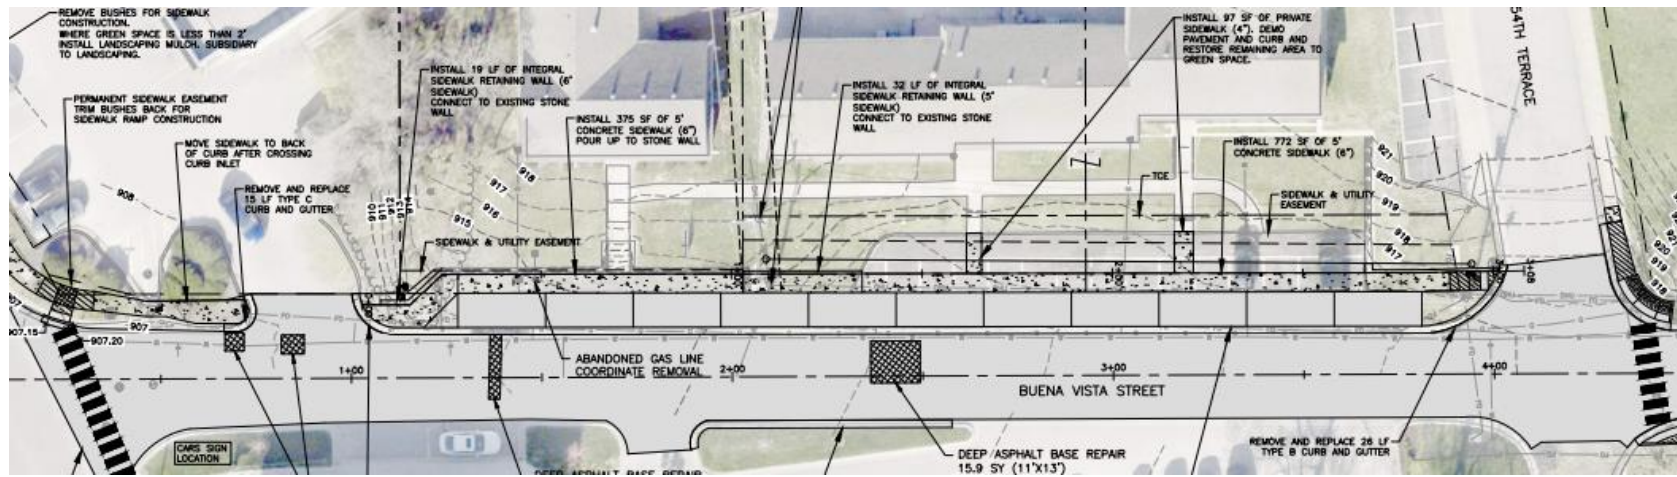 REMOVE BUSHES FOR SIDEWALK
CONSTRUCTION.
WHERE GREEN SPACE IS LESS THAN 2'
INSTALL LANDSCAPING MULCH. SUBSIDIARY
TO LANDSCAPING.
PERMANENT SIDEWALK EASEMENT
TRIM BUSHES BACK FOR
SIDEWALK RAMP CONSTRUCTION
MOVE SIDEWALK TO BACK
OF CURB AFTER CROSSING
CURB INLET
REMOVE AND REPLACE
15 LF TYPE C
CURB AND GUTTER
INSTALL 19 LF OF INTEGRAL
SIDEWALK RETAINING WALL (6"
SIDEWALK)
CONNECT TO EXISTING STONE
WALL
INSTALL 375 SF OF 5'
CONCRETE SIDEWALK (6")
POUR UP TO STONE WALL
INSTALL 32 LF OF INTEGRAL
SIDEWALK RETAINING WALL (5"
SIDEWALK)
CONNECT TO EXISTING STONE
WALL
INSTALL 97 SF OF PRIVATE
SIDEWALK (4"). DEMO
PAVEMENT AND CURB AND
RESTORE REMAINING AREA TO
GREEN SPACE.
INSTALL 772 SF OF 5'
CONCRETE SIDEWALK (6")
54TH TERRACE
TCE
SIDEWALK & UTILITY
EASEMENT
SIDEWALK & UTILITY EASEMENT
908
910
911
912
913
914
915
916
917
918
921
920
919
918
917
920
919
918
907
907.15
907
907.20
1+00
2+00
3+00
4+00
ABANDONED GAS LINE
COORDINATE REMOVAL
BUENA VISTA STREET
CARS SIGN
LOCATION
DEEP ASPHALT BASE REPAIR
DEEP ASPHALT BASE REPAIR
15.9 SY (11'X13')
REMOVE AND REPLACE 26 LF
TYPE B CURB AND GUTTER